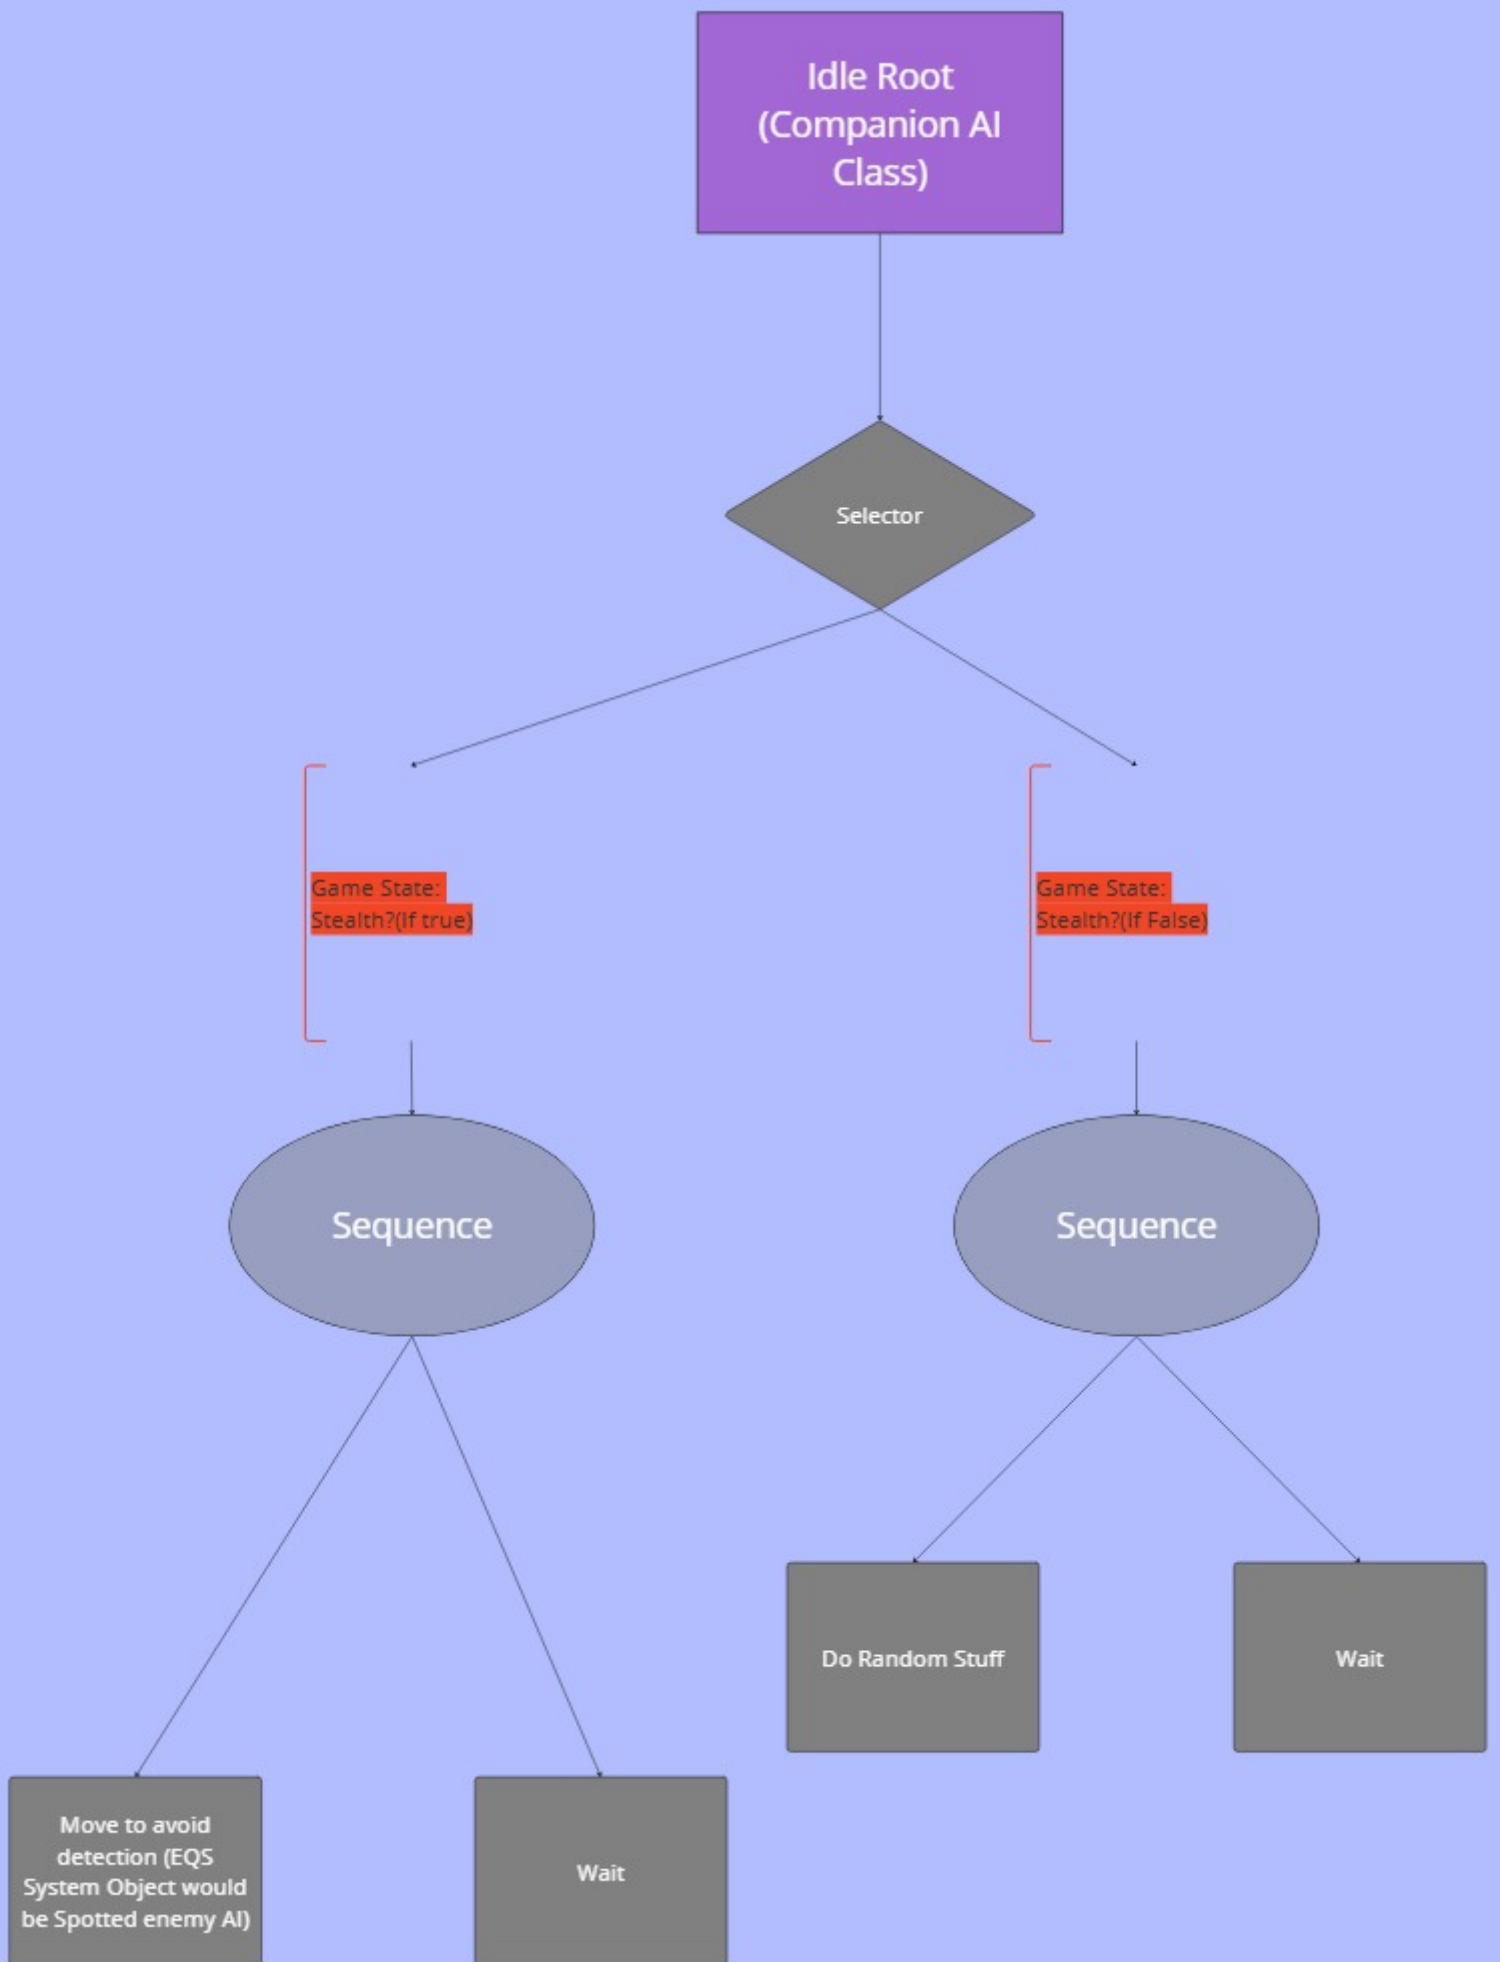 Idle Root
(Companion AI
Class)
Selector
Game State:
Stealth?(If true)
Game State:
Stealth?(If False)
Sequence
Sequence
Do Random Stuff
Wait
Move to avoid
detection (EQS
System Object would
be Spotted enemy AI)
Wait